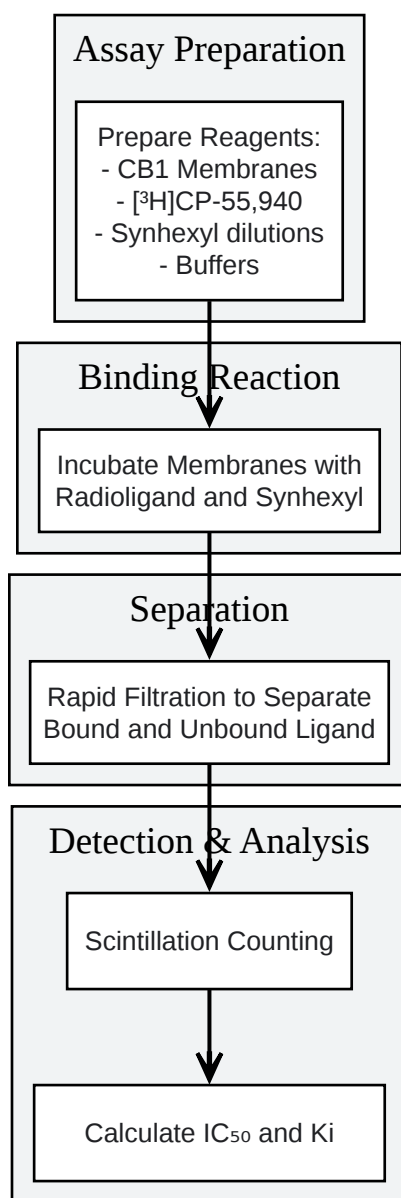 Assay Preparation
Prepare Reagents:
- CB1 Membranes
- [³H]CP-55,940
- Synhexyl dilutions
- Buffers
Binding Reaction
Incubate Membranes with
Radioligand and Synhexyl
Separation
Rapid Filtration to Separate
Bound and Unbound Ligand
Detection & Analysis
Scintillation Counting
Calculate IC₅₀ and Ki